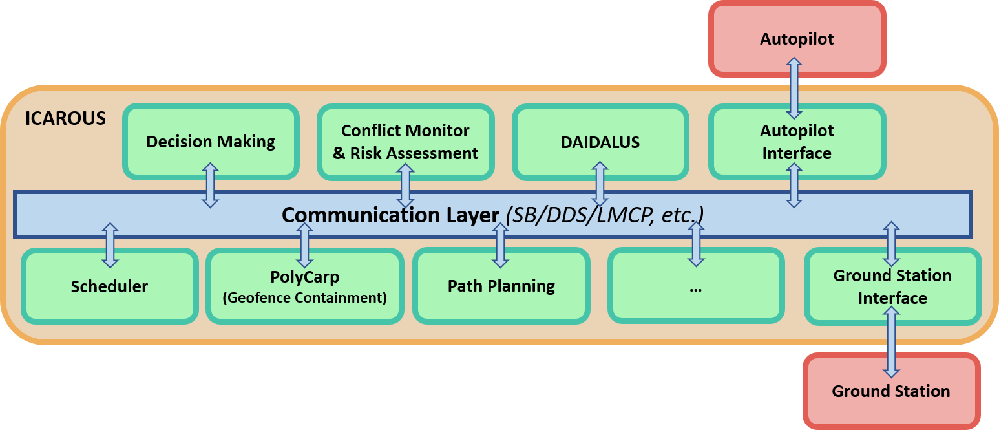 Autopilot
ICAROUS
Decision Making
Conflict Monitor
& Risk Assessment
DAIDALUS
Autopilot
Interface
Communication Layer (SB/DDS/LMCP, etc.)
Scheduler
PolyCarp
(Geofence Containment)
Path Planning
...
Ground Station
Interface
Ground Station